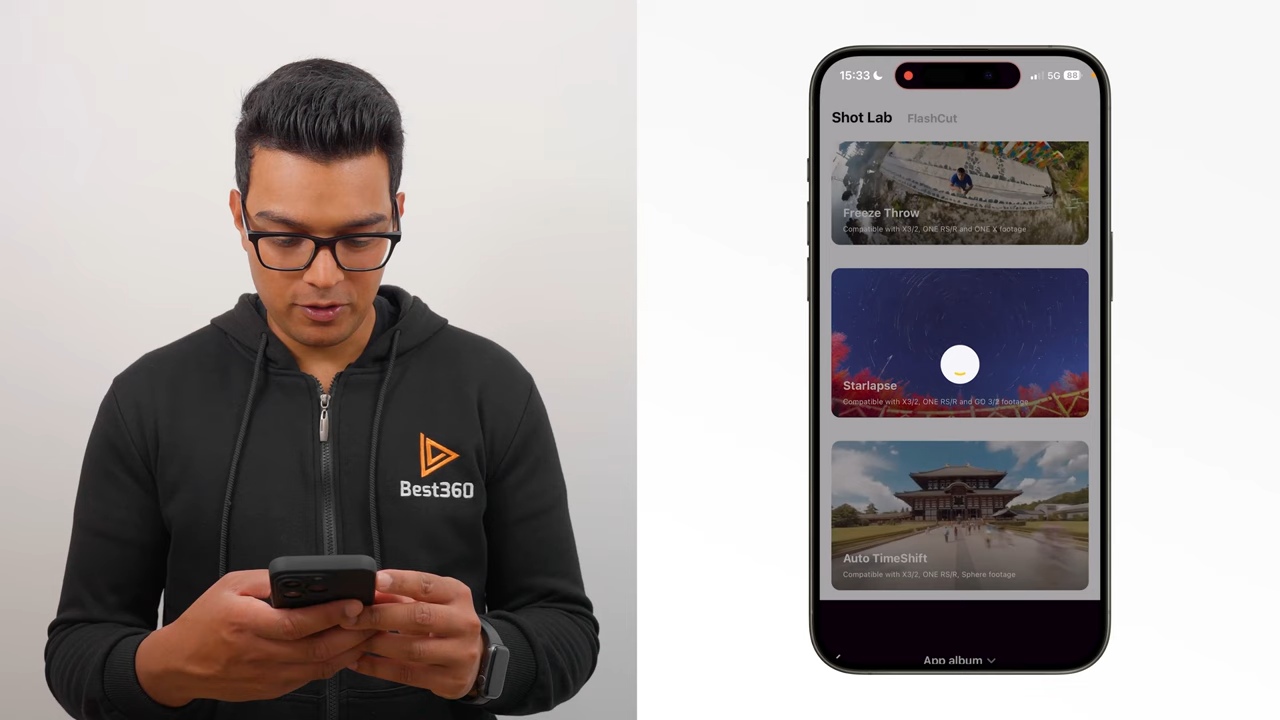 Best360
15:33
5G 88
Shot Lab FlashCut
Freeze Throw
Compatible with X3/2, ONE RS/R and ONE X footage
Starlapse
Compatible with X3/2, ONE RS/R and GO 3/2 footage
Auto TimeShift
Compatible with X3/2, ONE RS/R, Sphere footage
App album